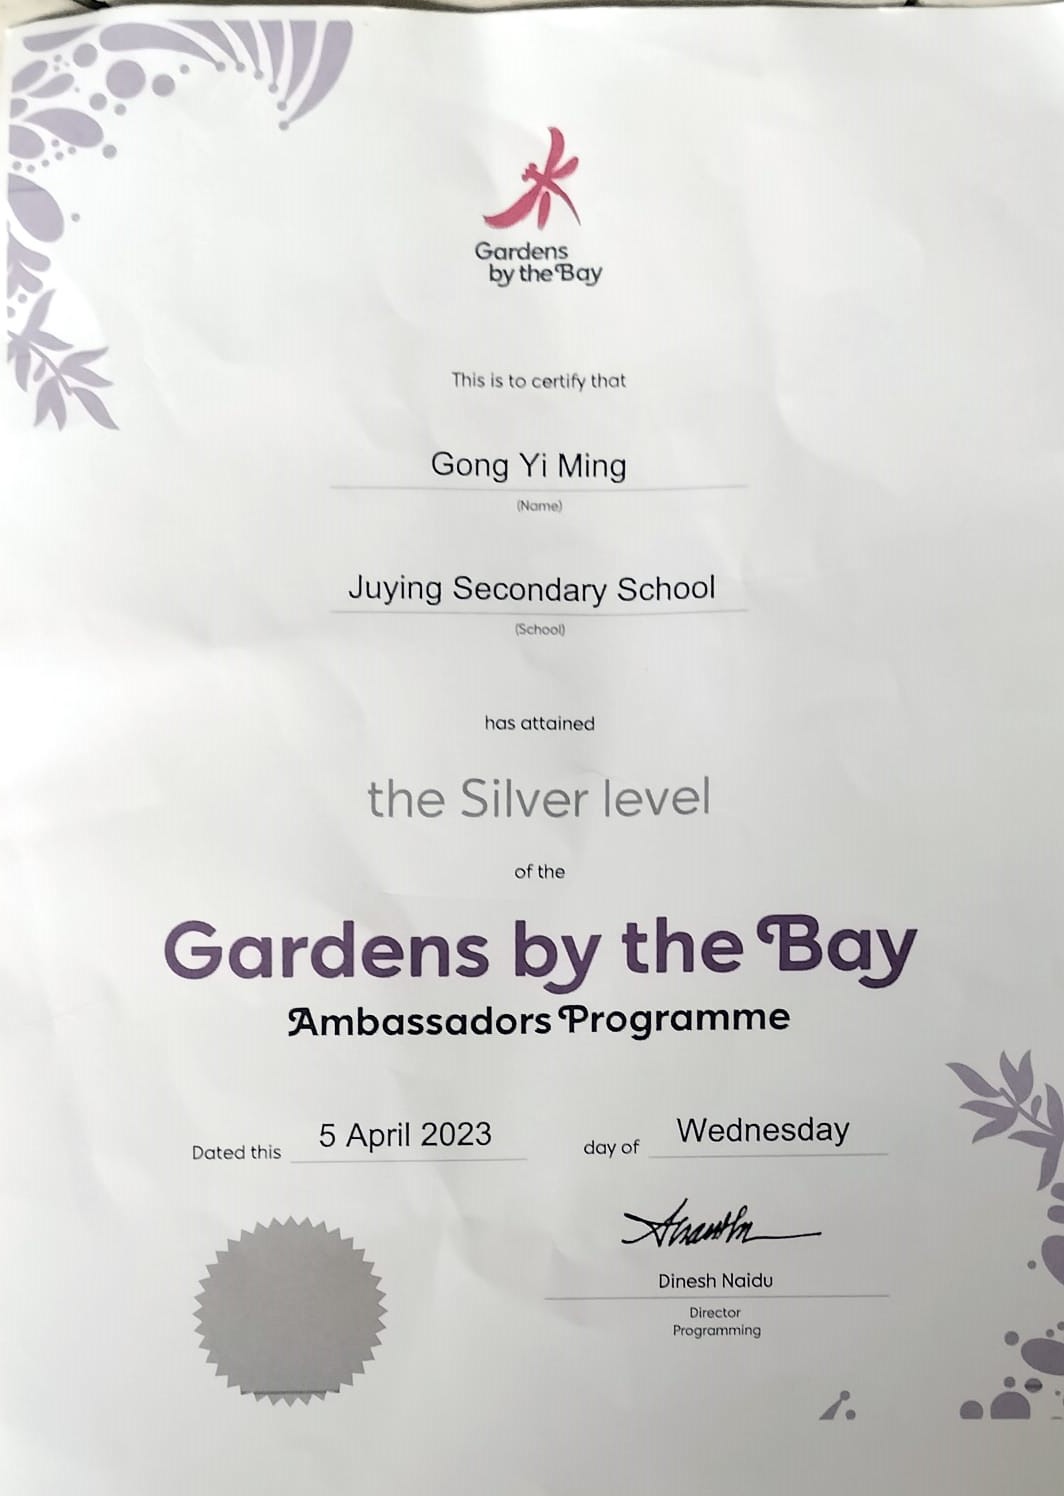 Gardens
by the Bay
This is to certify that
Gong Yi Ming
(Name)
Juying Secondary School
(School)
has attained
the Silver level
of the
Gardens by the Bay
Ambassadors Programme
Dated this 5 April 2023 day of Wednesday
Dinesh Naidu
Director
Programming